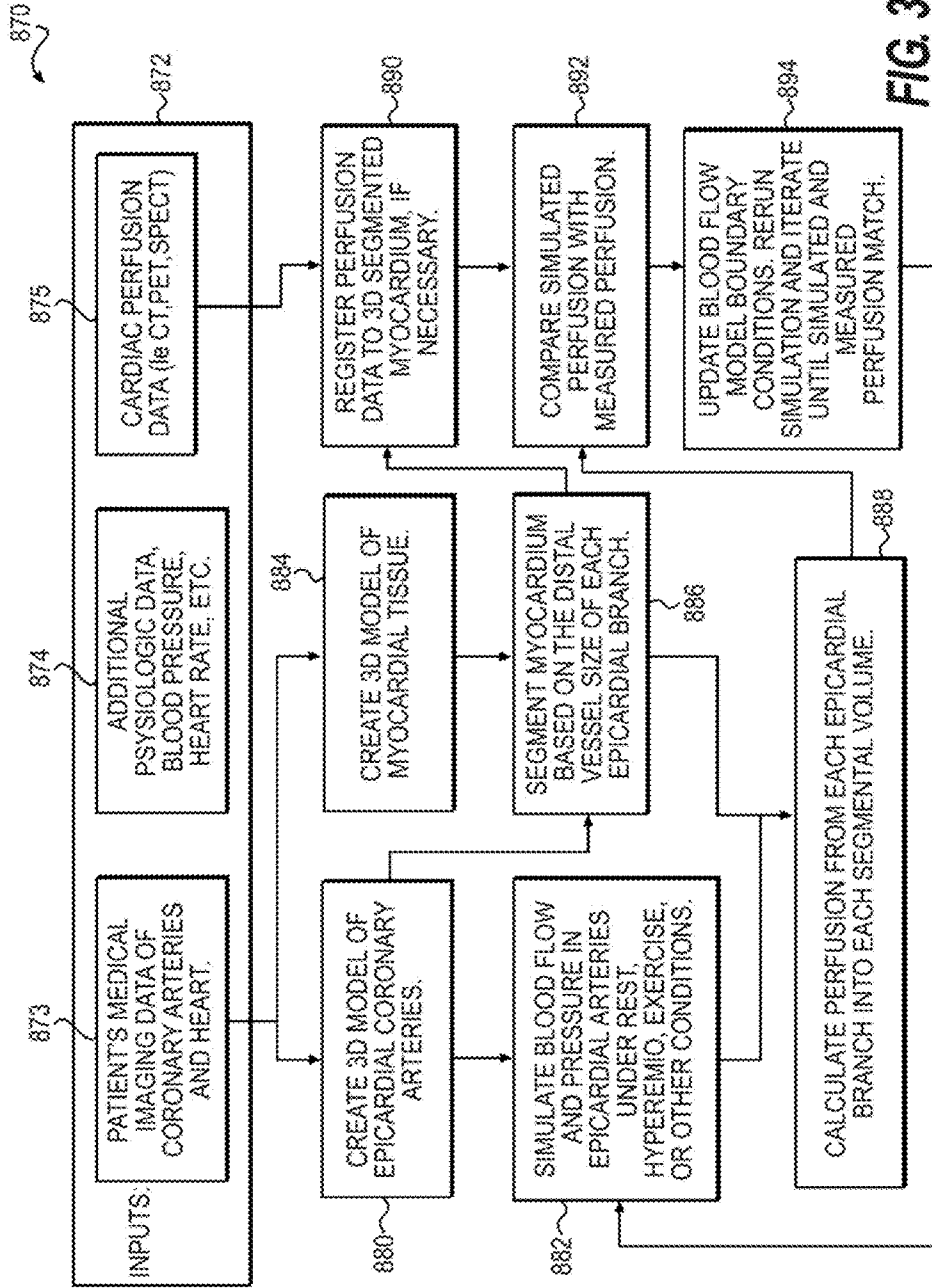 870
872
INPUTS:
873
PATIENT'S MEDICAL
IMAGING DATA OF
CORONARY ARTERIES
AND HEART.
874
ADDITIONAL
PSYSIOLOGIC DATA,
BLOOD PRESSURE,
HEART RATE, ETC.
875
CARDIAC PERFUSION
DATA (Ie CT,PET,SPECT)
880
CREATE 3D MODEL OF
EPICARDIAL CORONARY
ARTERIES.
884
CREATE 3D MODEL OF
MYOCARDIAL TISSUE.
890
REGISTER PERFUSION
DATA TO 3D SEGMENTED
MYOCARDIUM, IF
NECESSARY.
882
SIMULATE BLOOD FLOW
AND PRESSURE IN
EPICARDIAL ARTERIES
UNDER REST,
HYPEREMIO, EXERCISE,
OR OTHER CONDITIONS.
SEGMENT MYOCARDIUM
BASED ON THE DISTAL
VESSEL SIZE OF EACH
EPICARDIAL BRANCH.
886
892
COMPARE SIMULATED
PERFUSION WITH
MEASURED PERFUSION.
888
CALCULATE PERFUSION FROM EACH EPICARDIAL
BRANCH INTO EACH SEGMENTAL VOLUME.
894
UPDATE BLOOD FLOW
MODEL BOUNDARY
CONDITIONS. RERUN
SIMULATION AND ITERATE
UNTIL SIMULATED AND
MEASURED
PERFUSION MATCH.
FIG. 3